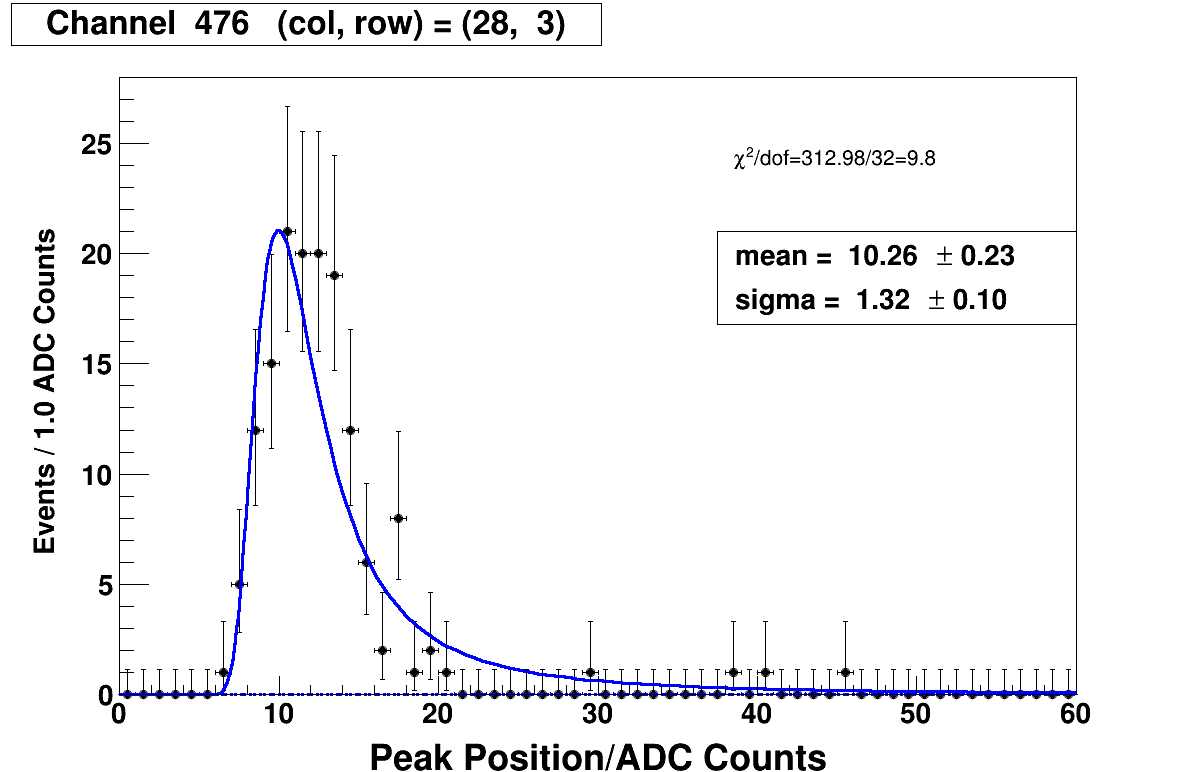 Channel 476 (col, row) = (28, 3)
χ²/dof=312.98/32=9.8
mean = 10.26 ± 0.23
sigma = 1.32 ± 0.10
Events / 1.0 ADC Counts
25
20
15
10
5
0
0 10 20 30 40 50 60
Peak Position/ADC Counts